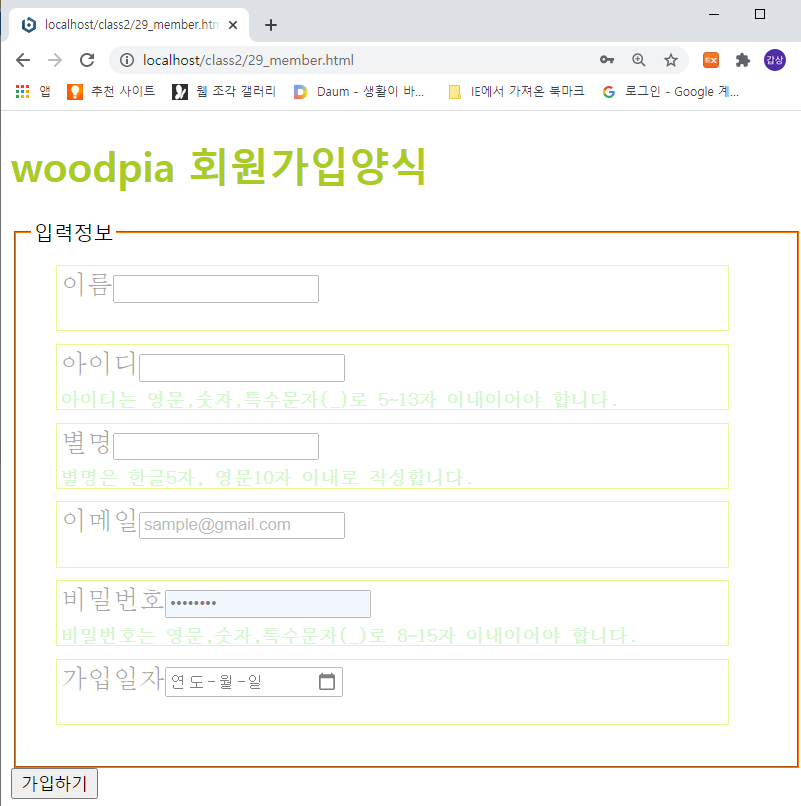 localhost/class2/29_member.htm
localhost/class2/29_member.html
갑상
앱 추천 사이트 웹 조각 갤러리 Daum - 생활이 바... IE에서 가져온 북마크 로그인 - Google 계...
woodpia 회원가입양식
입력정보
이름
아이디
아이디는 영문,숫자,특수문자(_)로 5~13자 이내이어야 합니다.
별명
별명은 한글5자, 영문10자 이내로 작성합니다.
이메일 sample@gmail.com
비밀번호 ••••••••
비밀번호는 영문,숫자,특수문자(_)로 8~15자 이내이어야 합니다.
가입일자 연도-월-일
가입하기